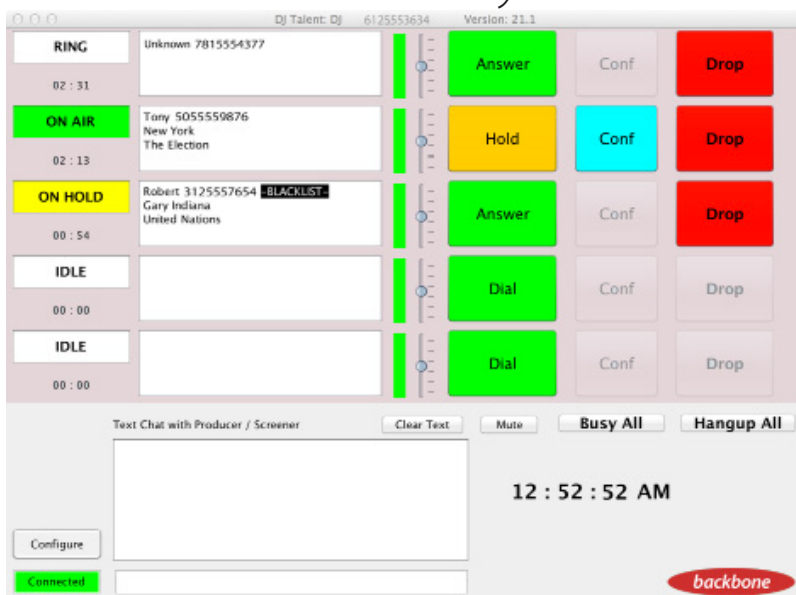 DJ Talent: DJ 6125553634 Version: 21.1
RING
02 : 31
Unknown 7815554377
Answer Conf Drop
ON AIR
02 : 13
Tony 5055559876
New York
The Election
Hold Conf Drop
ON HOLD
00 : 54
Robert 3125557654 -BLACKLIST-
Gary Indiana
United Nations
Answer Conf Drop
IDLE
00 : 00
Dial Conf Drop
IDLE
00 : 00
Dial Conf Drop
Text Chat with Producer / Screener Clear Text Mute Busy All Hangup All
12 : 52 : 52 AM
Configure
Connected
backbone